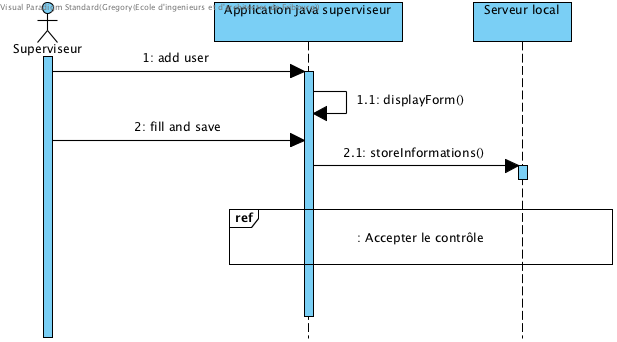 Visual Paradigm Standard(Gregory(Ecole d'ingenieurs e
Application java superviseur
Serveur local
Superviseur
1: add user
1.1: displayForm()
2: fill and save
2.1: storeInformations()
ref
: Accepter le contrôle